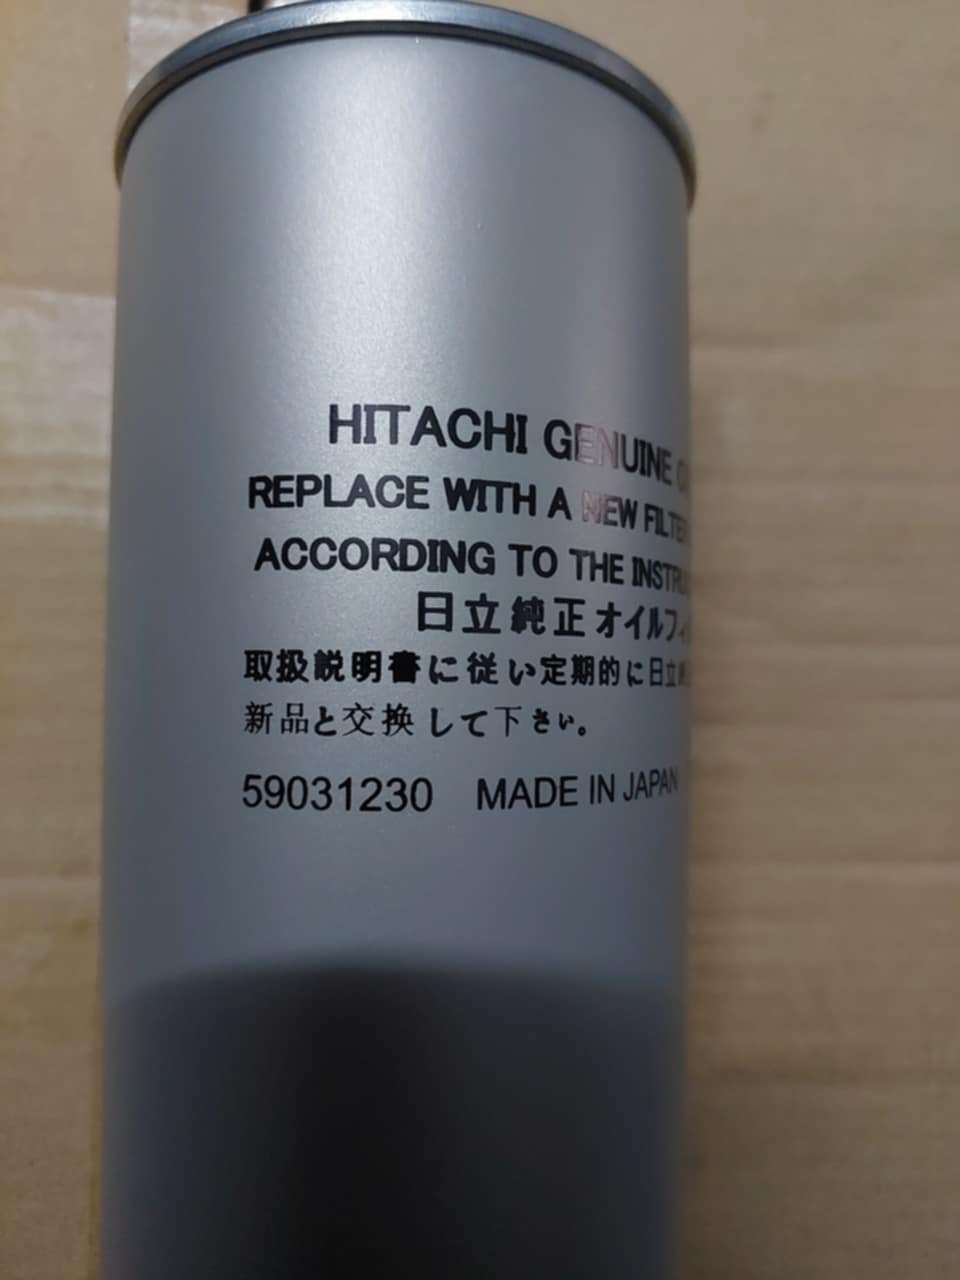 HITACHI GENUINE
REPLACE WITH A NEW FILTER
ACCORDING TO THE
日立純正オイルフィ
取扱説明書に従い定期的に日立
新品と交換して下さい。
59031230 MADE IN JAPAN